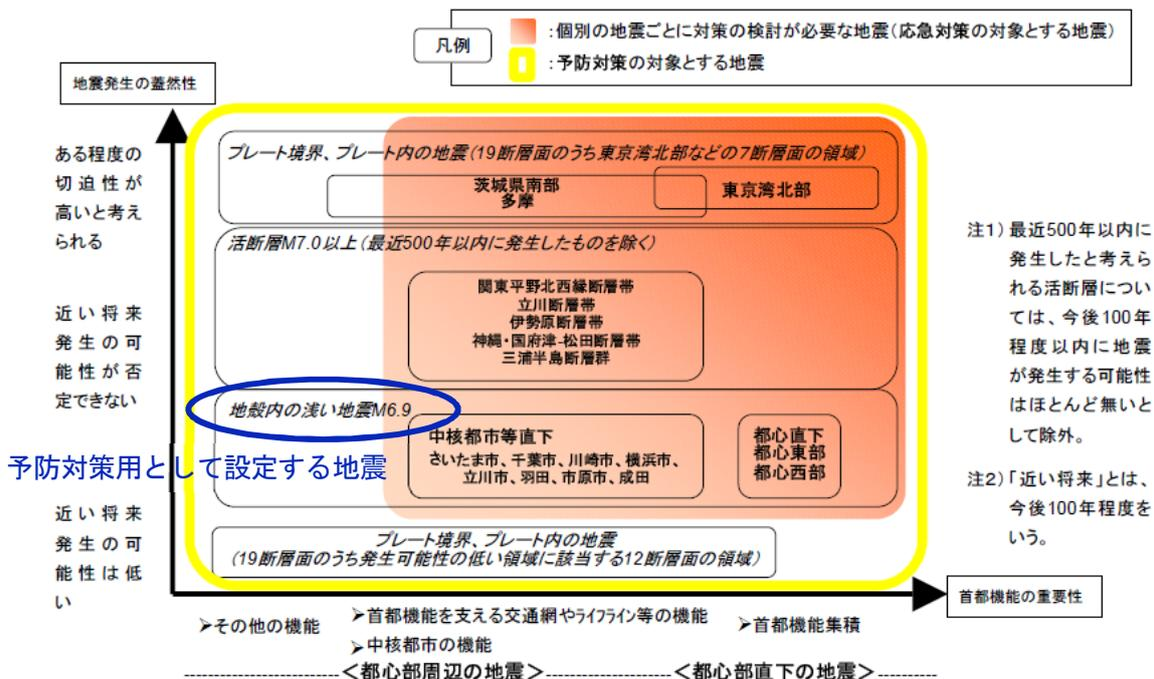 凡例
:個別の地震ごとに対策の検討が必要な地震(応急対策の対象とする地震)
:予防対策の対象とする地震
地震発生の蓋然性
ある程度の
切迫性が
高いと考え
られる
近い将来
発生の可
能性が否
定できない
近い将来
発生の可
能性は低
い
プレート境界、プレート内の地震(19断層面のうち東京湾北部などの7断層面の領域)
茨城県南部
多摩
東京湾北部
活断層M7.0以上(最近500年以内に発生したものを除く)
関東平野北西縁断層帯
立川断層帯
伊勢原断層帯
神縄・国府津-松田断層帯
三浦半島断層群
地殻内の浅い地震M6.9
予防対策用として設定する地震
中核都市等直下
さいたま市、千葉市、川崎市、横浜市、
立川市、羽田、市原市、成田
都心直下
都心東部
都心西部
プレート境界、プレート内の地震
(19断層面のうち発生可能性の低い領域に該当する12断層面の領域)
注1)最近500年以内に
発生したと考えら
れる活断層につい
ては、今後100年
程度以内に地震
が発生する可能性
はほとんど無いと
して除外。
注2)「近い将来」とは、
今後100年程度を
いう。
首都機能の重要性
➢その他の機能
➢首都機能を支える交通網やライフライン等の機能
➢中核都市の機能
➢首都機能集積
<都心部周辺の地震>
<都心部直下の地震>